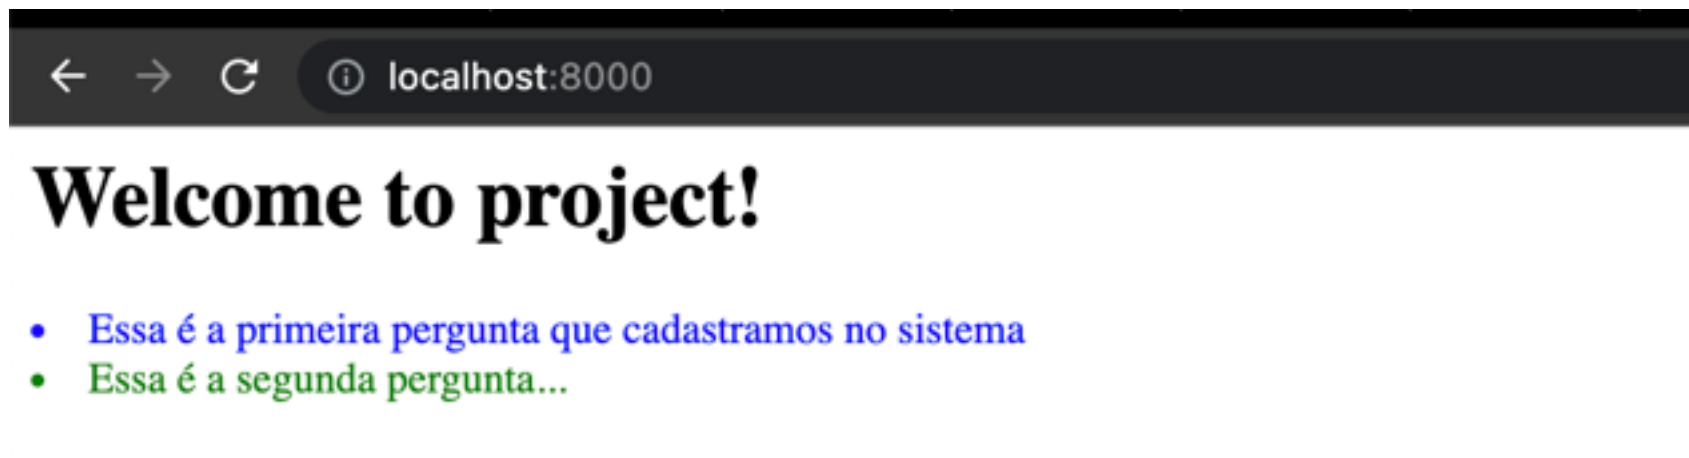 localhost:8000
Welcome to project!
• Essa é a primeira pergunta que cadastramos no sistema
• Essa é a segunda pergunta...